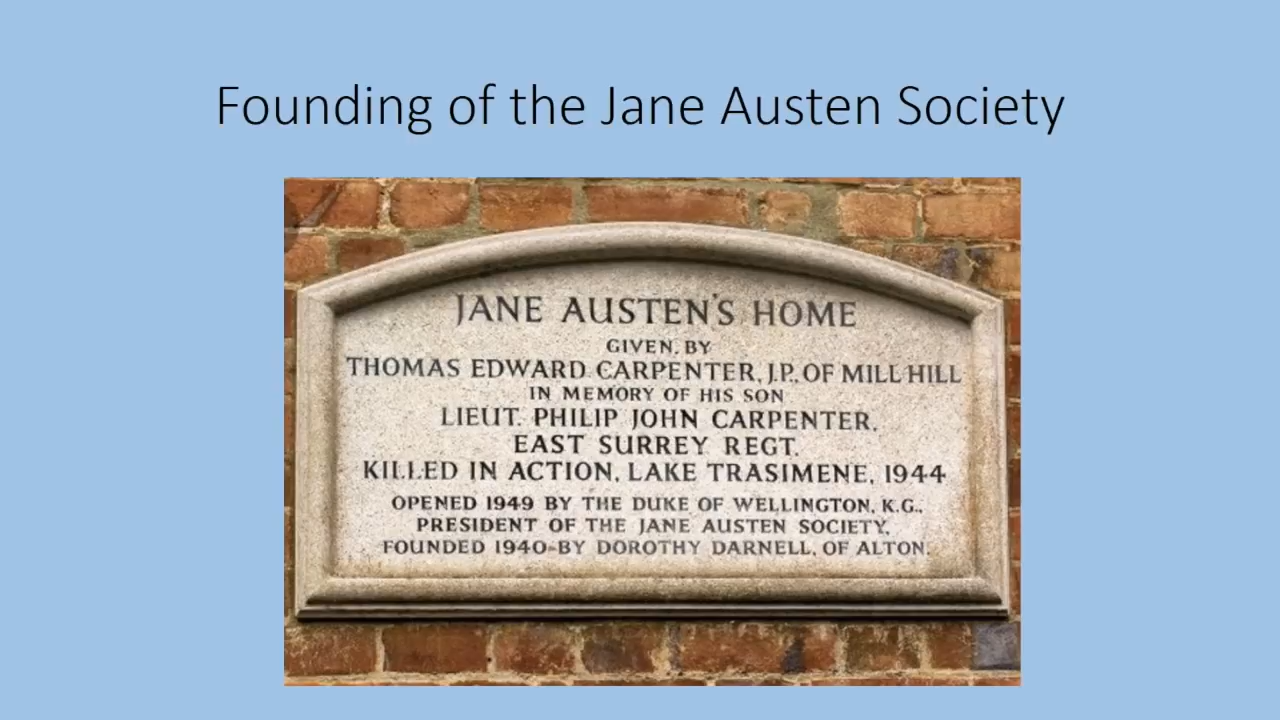 Founding of the Jane Austen Society
JANE AUSTEN'S HOME
GIVEN, BY
THOMAS EDWARD CARPENTER, J.P., OF MILL HILL
IN MEMORY OF HIS SON
LIEUT. PHILIP JOHN CARPENTER,
EAST SURREY REGT.
KILLED IN ACTION, LAKE TRASIMENE, 1944
OPENED 1949 BY THE DUKE OF WELLINGTON, K.G.,
PRESIDENT OF THE JANE AUSTEN SOCIETY,
FOUNDED 1940 BY DOROTHY DARNELL, OF ALTON.